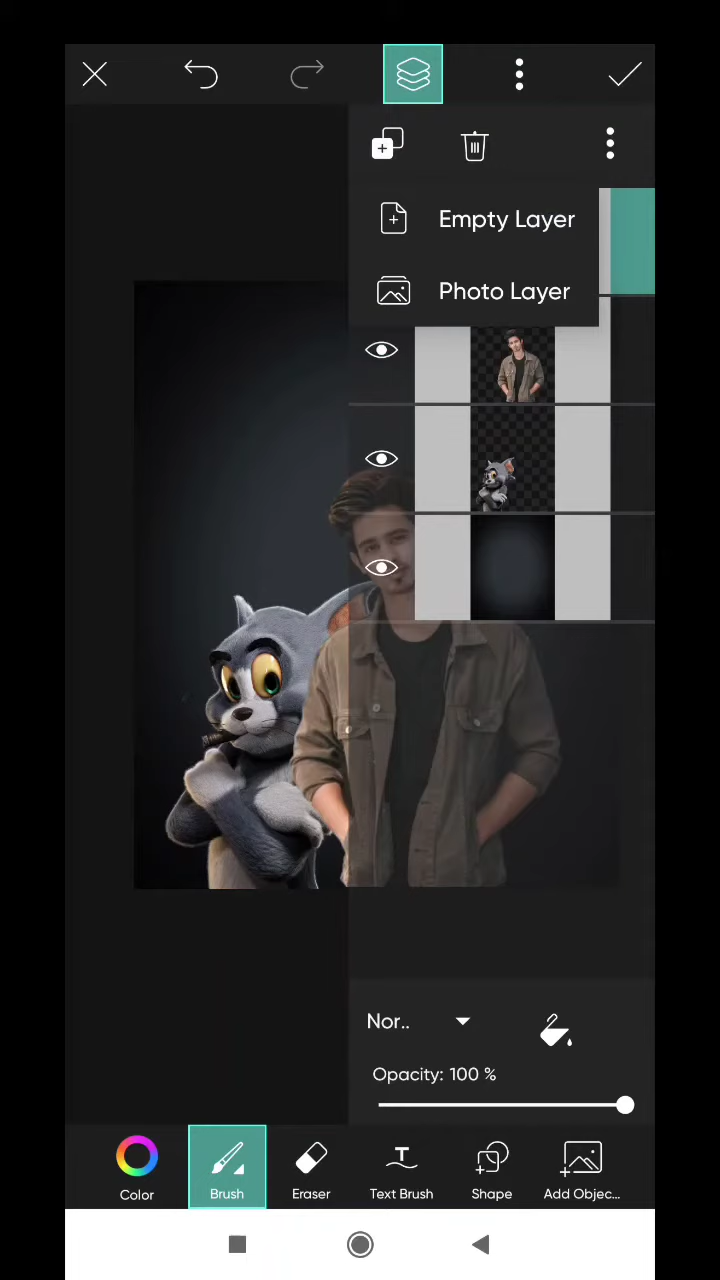 Empty Layer
Photo Layer
Nor..
Opacity: 100 %
Color
Brush
Eraser
T
Text Brush
Shape
Add Objec...